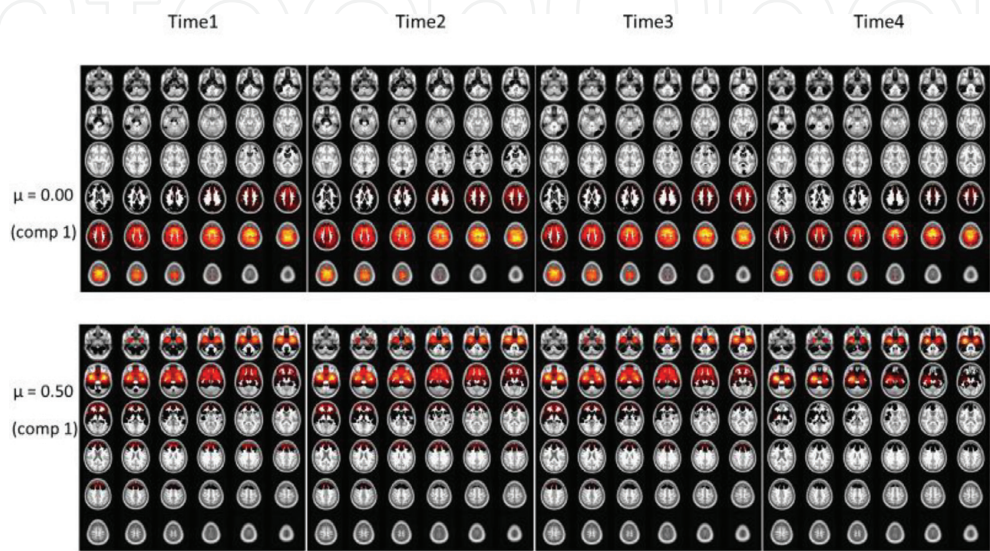 Time1
Time2
Time3
Time4
μ = 0.00
(comp 1)
μ = 0.50
(comp 1)